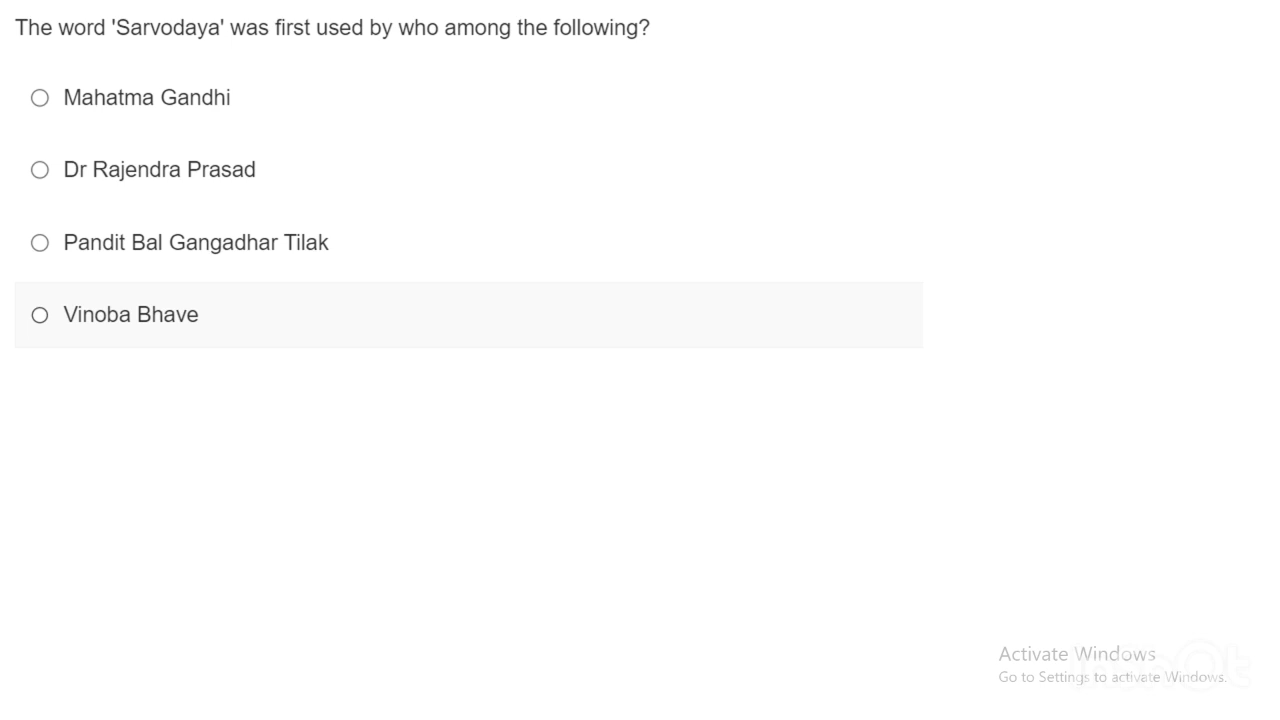 The word 'Sarvodaya' was first used by who among the following?
Mahatma Gandhi
Dr Rajendra Prasad
Pandit Bal Gangadhar Tilak
Vinoba Bhave
Activate Windows
Go to Settings to activate Windows.